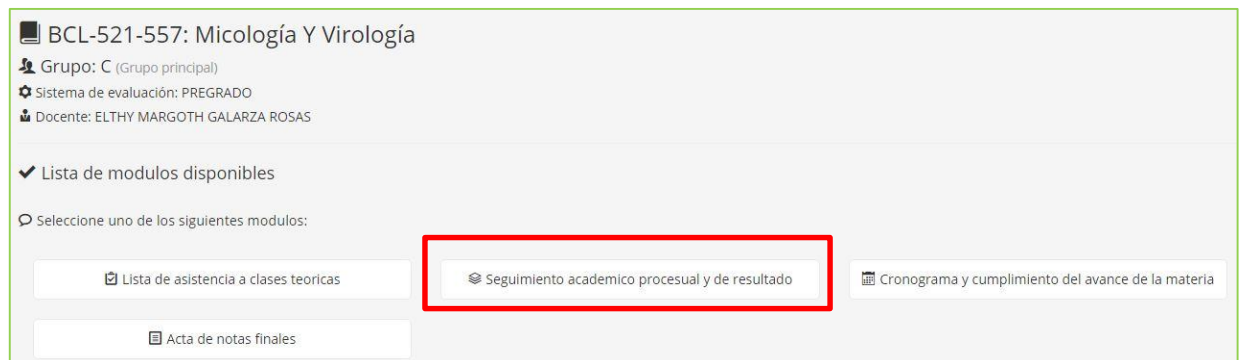 BCL-521-557: Micología Y Virología
Grupo: C (Grupo principal)
Sistema de evaluación: PREGRADO
Docente: ELTHY MARGOTH GALARZA ROSAS
Lista de modulos disponibles
Seleccione uno de los siguientes modulos:
Lista de asistencia a clases teoricas
Seguimiento academico procesual y de resultado
Cronograma y cumplimiento del avance de la materia
Acta de notas finales